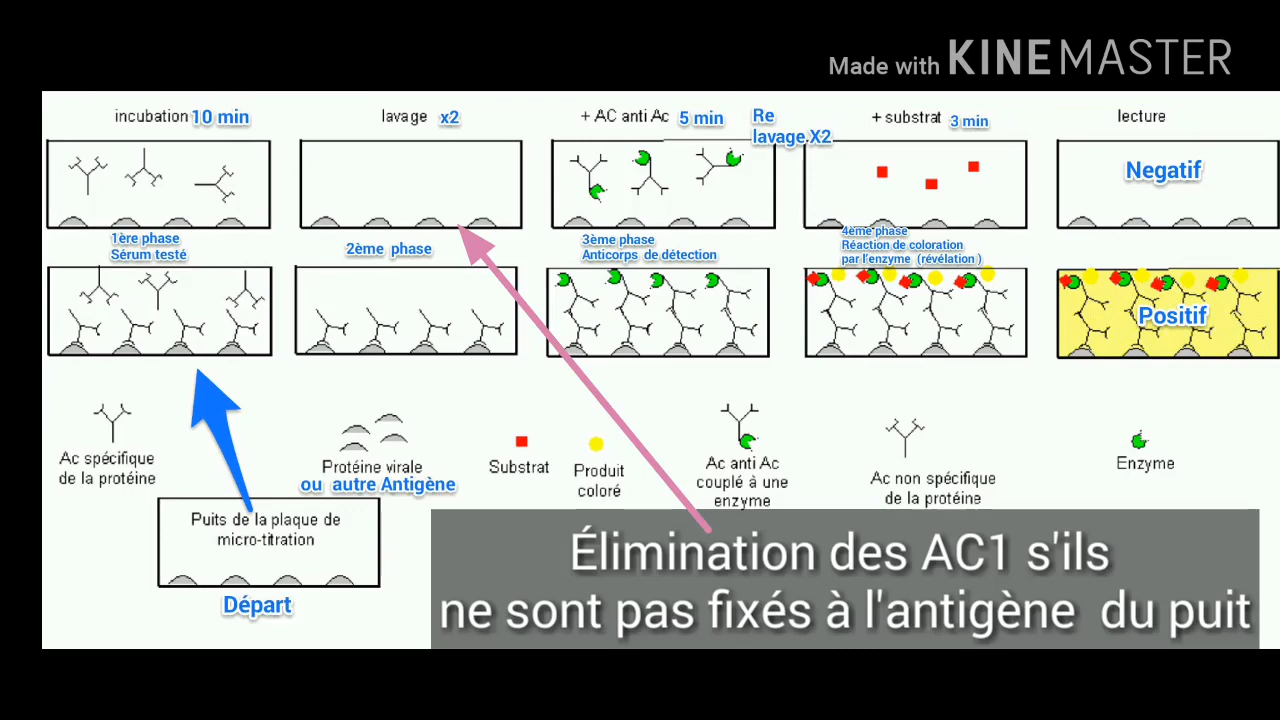 Made with KINEMASTER
incubation 10 min
lavage x2
+ AC anti Ac 5 min
Re
lavage X2
+ substrat 3 min
lecture
Negatif
1ère phase
Sérum testé
2ème phase
3ème phase
Anticorps de détection
4ème phase
Réaction de coloration
par l'enzyme (révélation )
Positif
Ac spécifique
de la protéine
Protéine virale
ou autre Antigène
Substrat
Produit
coloré
Ac anti Ac
couplé à une
enzyme
Ac non spécifique
de la protéine
Enzyme
Puits de la plaque de
micro-titration
Départ
Élimination des AC1 s'ils
ne sont pas fixés à l'antigène du puit